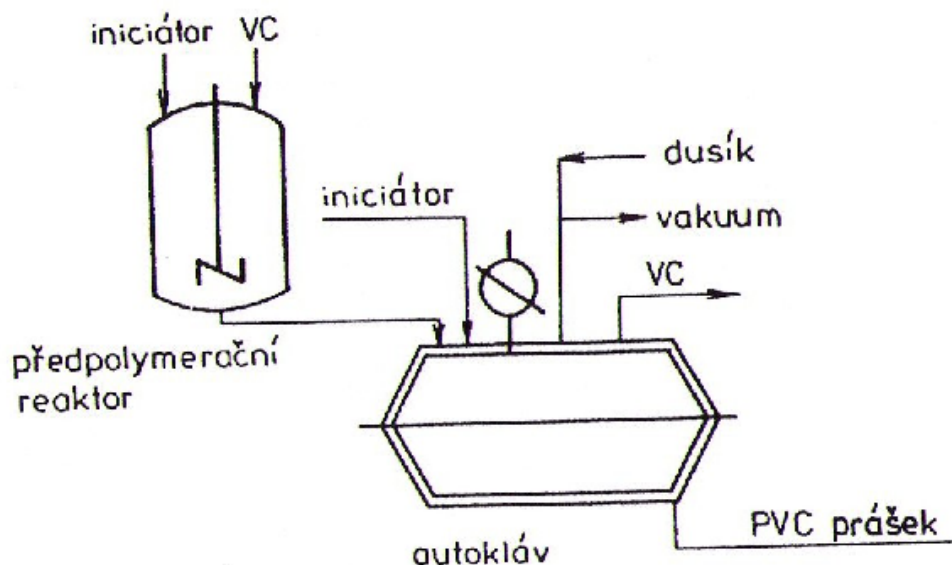 iniciátor VC
dusík
iniciátor
vakuum
VC
předpolymerační
reaktor
PVC prášek
autokláv